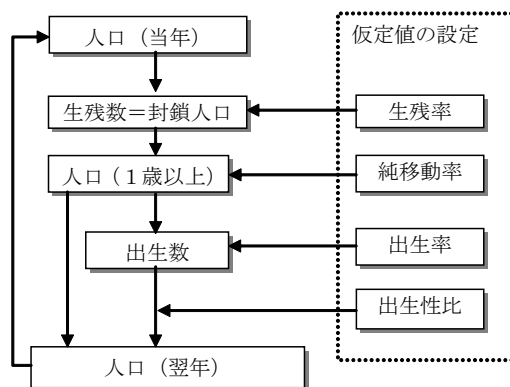 人口（当年）
仮定値の設定
生残数＝封鎖人口
生残率
人口（１歳以上）
純移動率
出生数
出生率
出生性比
人口（翌年）